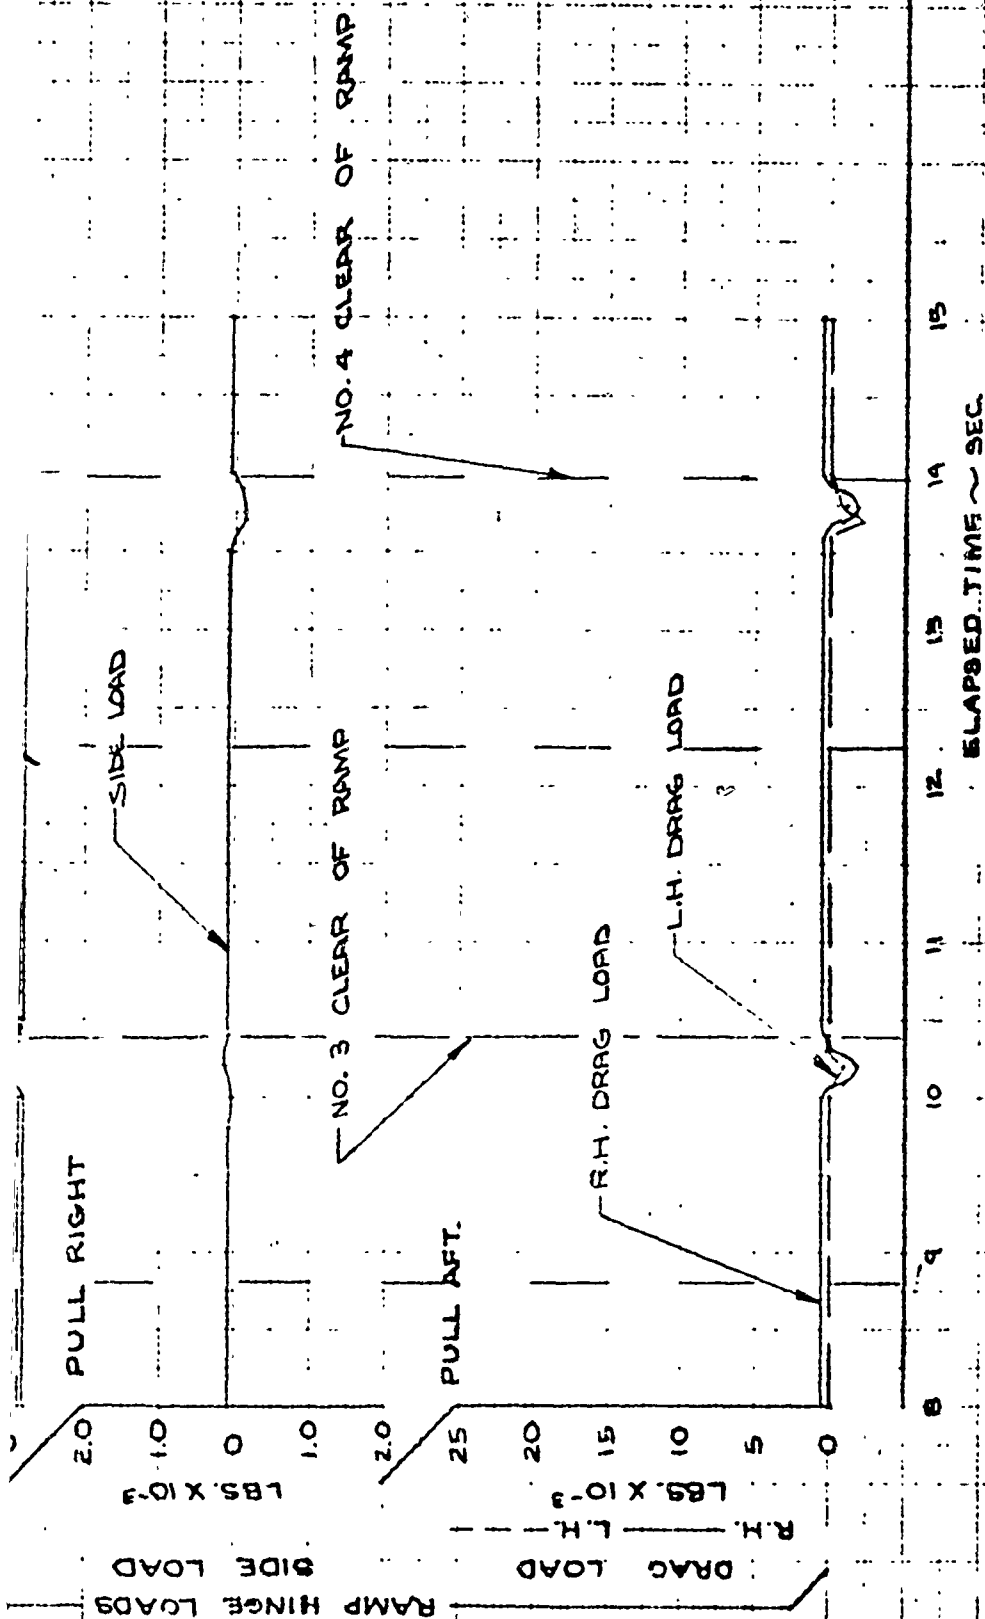 PULL RIGHT
SIDE LOAD
2.0
1.0
0
1.0
2.0
LBS. X 10-3
RAMP HINGE LOADS
SIDE LOAD
NO. 3 CLEAR OF RAMP
NO. 4 CLEAR OF RAMP
PULL AFT.
R.H. DRAG LOAD
L.H. DRAG LOAD
25
20
15
10
5
0
LBS. X 10-3
R.H. L.H.
DRAG LOAD
8 9 10 11 12 13 14 15
ELAPSED TIME ~ SEC